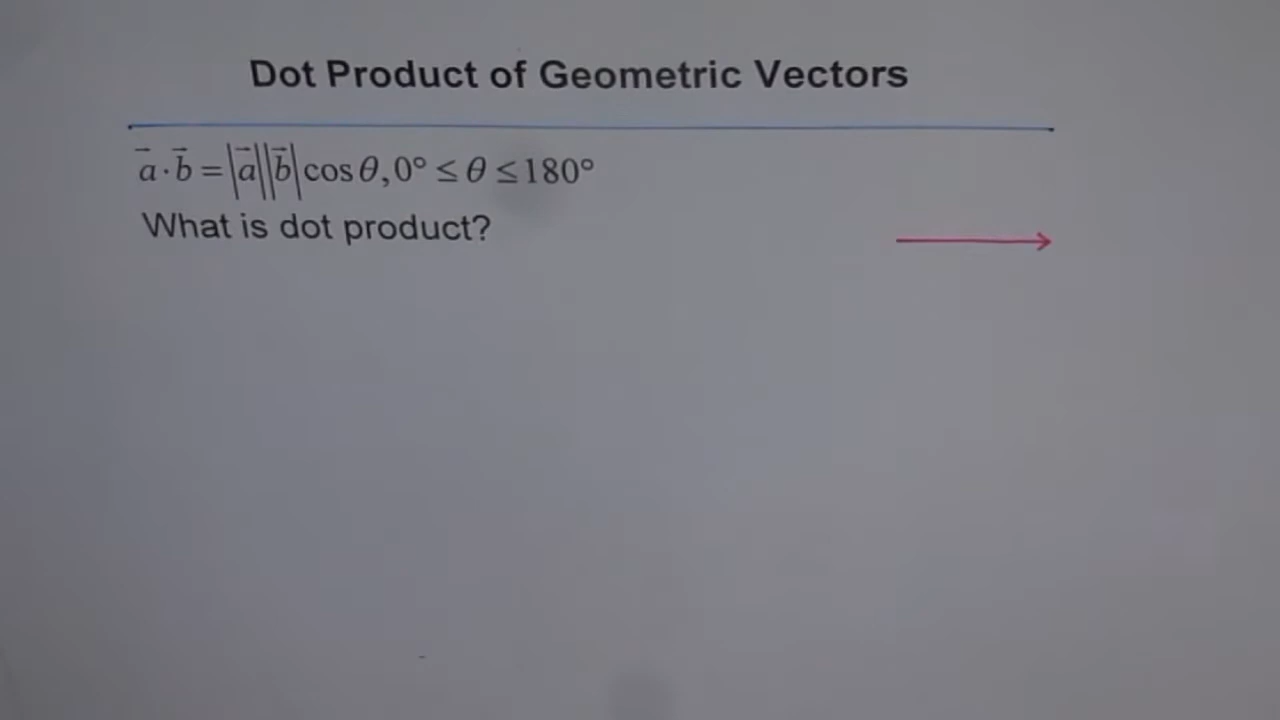 Dot Product of Geometric Vectors
a⃗ · b⃗ = |a⃗||b⃗| cos θ, 0° ≤ θ ≤ 180°
What is dot product?